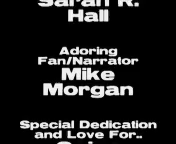 Sarah R.
Hall
Adoring
Fan/Narrator
Mike
Morgan
Special Dedication
and Love For..